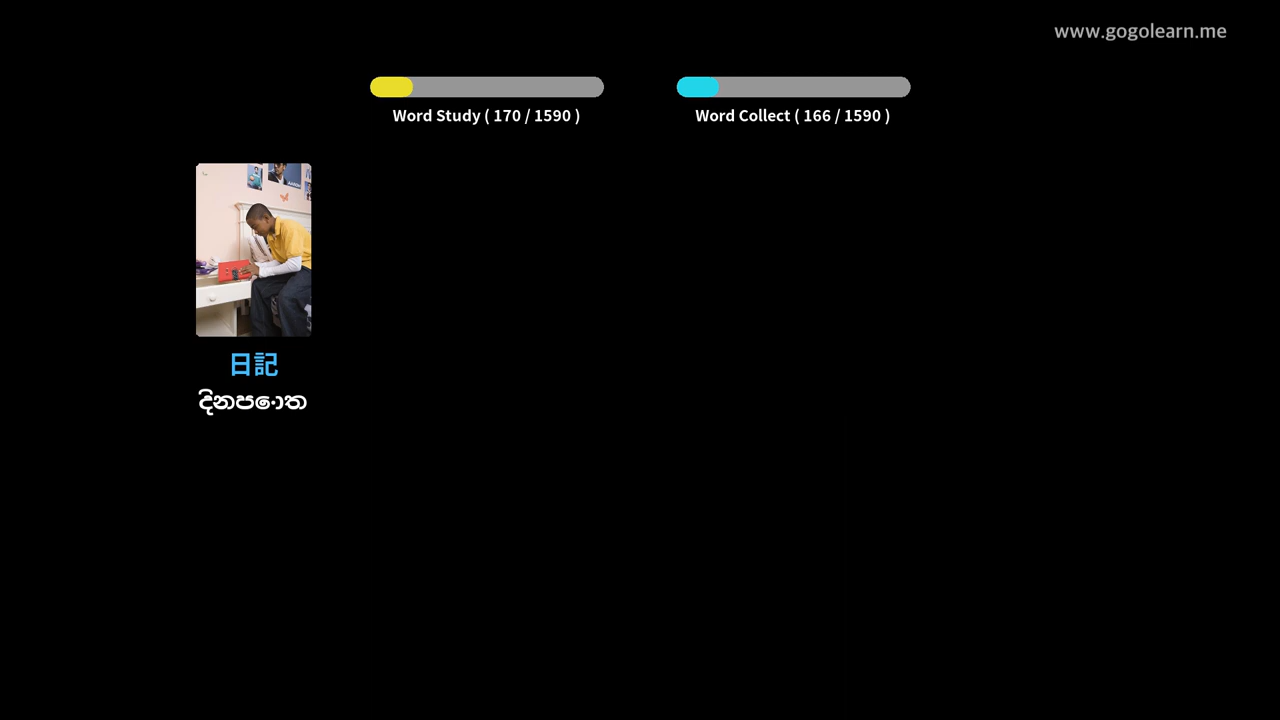 www.gogolearn.me
Word Study ( 170 / 1590 )
Word Collect ( 166 / 1590 )
日記
දිනපොත